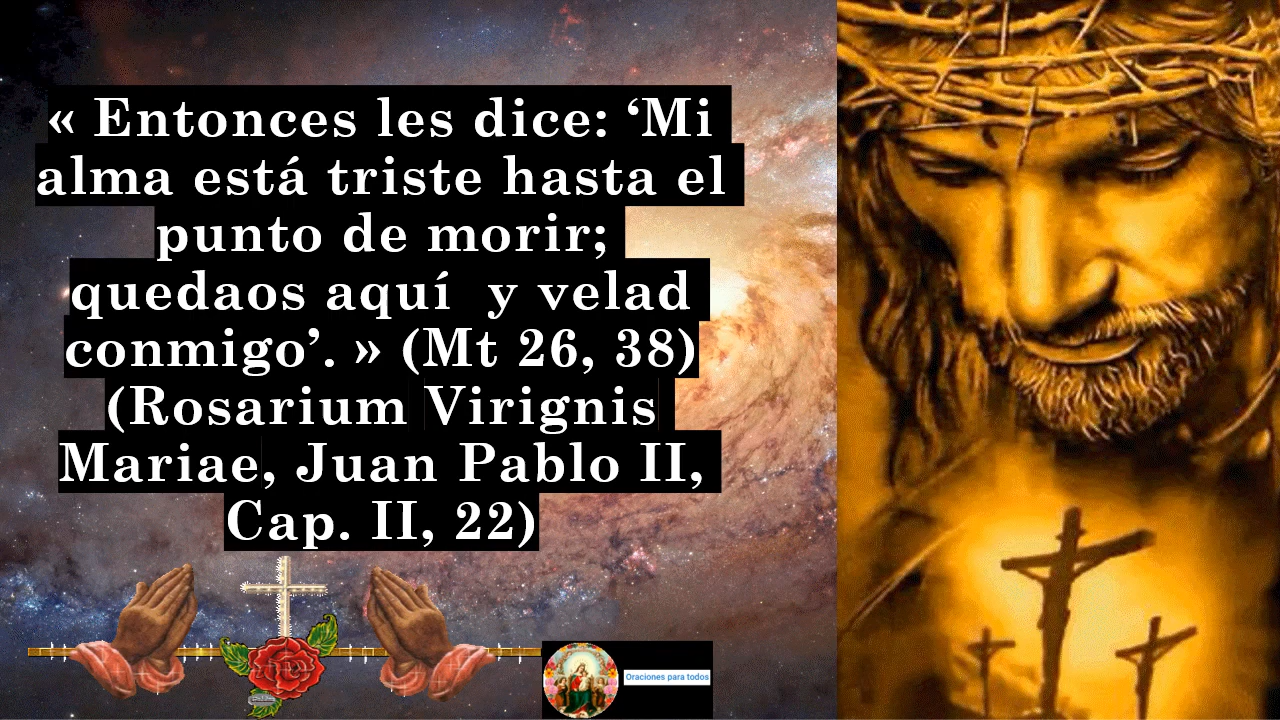 « Entonces les dice: ‘Mi
alma está triste hasta el
punto de morir;
quedaos aquí  y velad
conmigo’. » (Mt 26, 38)
(Rosarium Virignis
Mariae, Juan Pablo II,
Cap. II, 22)
Oraciones para todos